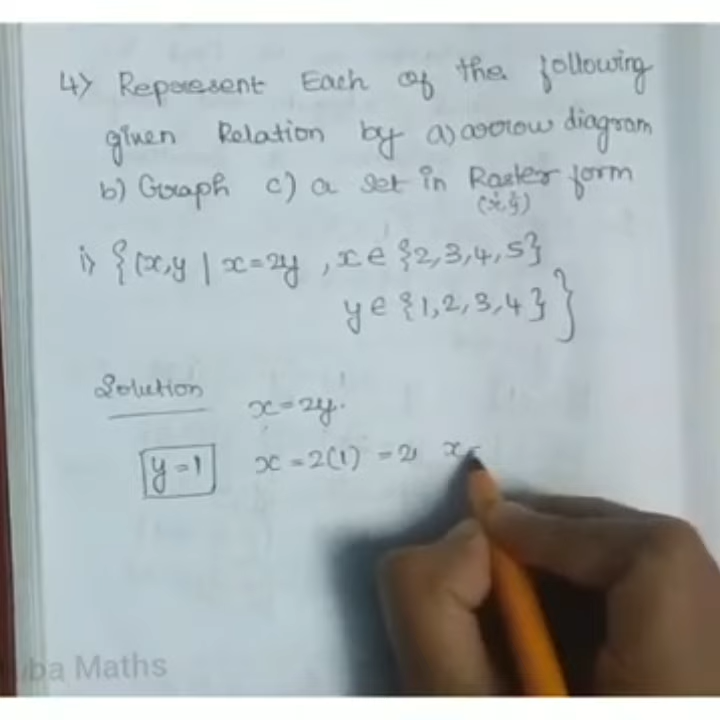 4) Represent Each of the following
given Relation by a) arrow diagram
b) Graph c) a set in Roster form
(x,y)
i) {(x,y | x=2y , x∈ {2,3,4,5}
y∈ {1,2,3,4} }
Solution x=2y.
y=1 x=2(1) =2 x=
ba Maths